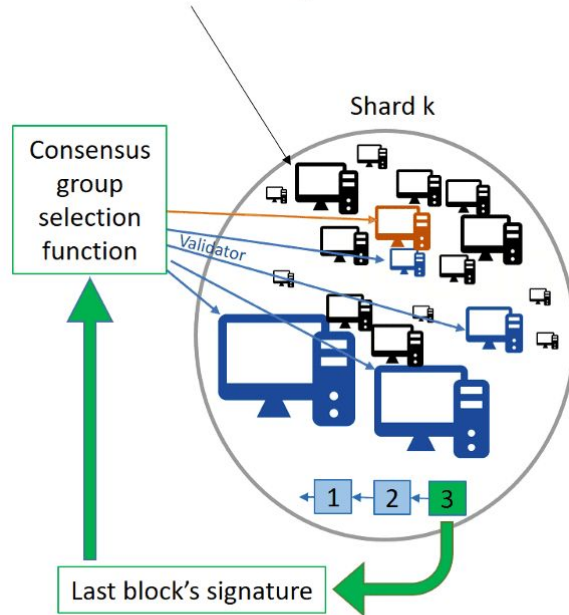 Shard k
Consensus
group
selection
function
Validator
1
2
3
Last block's signature